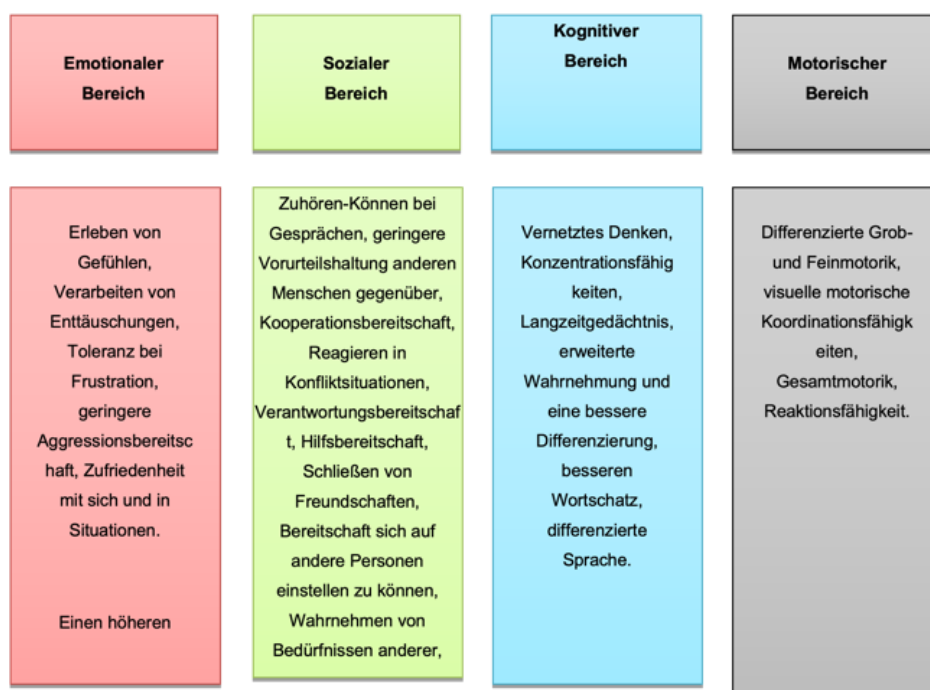 Emotionaler
Bereich
Sozialer
Bereich
Kognitiver
Bereich
Motorischer
Bereich
Erleben von
Gefühlen,
Verarbeiten von
Enttäuschungen,
Toleranz bei
Frustration,
geringere
Aggressionsbereitsc
haft, Zufriedenheit
mit sich und in
Situationen.
Einen höheren
Zuhören-Können bei
Gesprächen, geringere
Vorurteilshaltung anderen
Menschen gegenüber,
Kooperationsbereitschaft,
Reagieren in
Konfliktsituationen,
Verantwortungsbereitschaf
t, Hilfsbereitschaft,
Schließen von
Freundschaften,
Bereitschaft sich auf
andere Personen
einstellen zu können,
Wahrnehmen von
Bedürfnissen anderer,
Vernetztes Denken,
Konzentrationsfähig
keiten,
Langzeitgedächtnis,
erweiterte
Wahrnehmung und
eine bessere
Differenzierung,
besseren
Wortschatz,
differenzierte
Sprache.
Differenzierte Grob-
und Feinmotorik,
visuelle motorische
Koordinationsfähigk
eiten,
Gesamtmotorik,
Reaktionsfähigkeit.